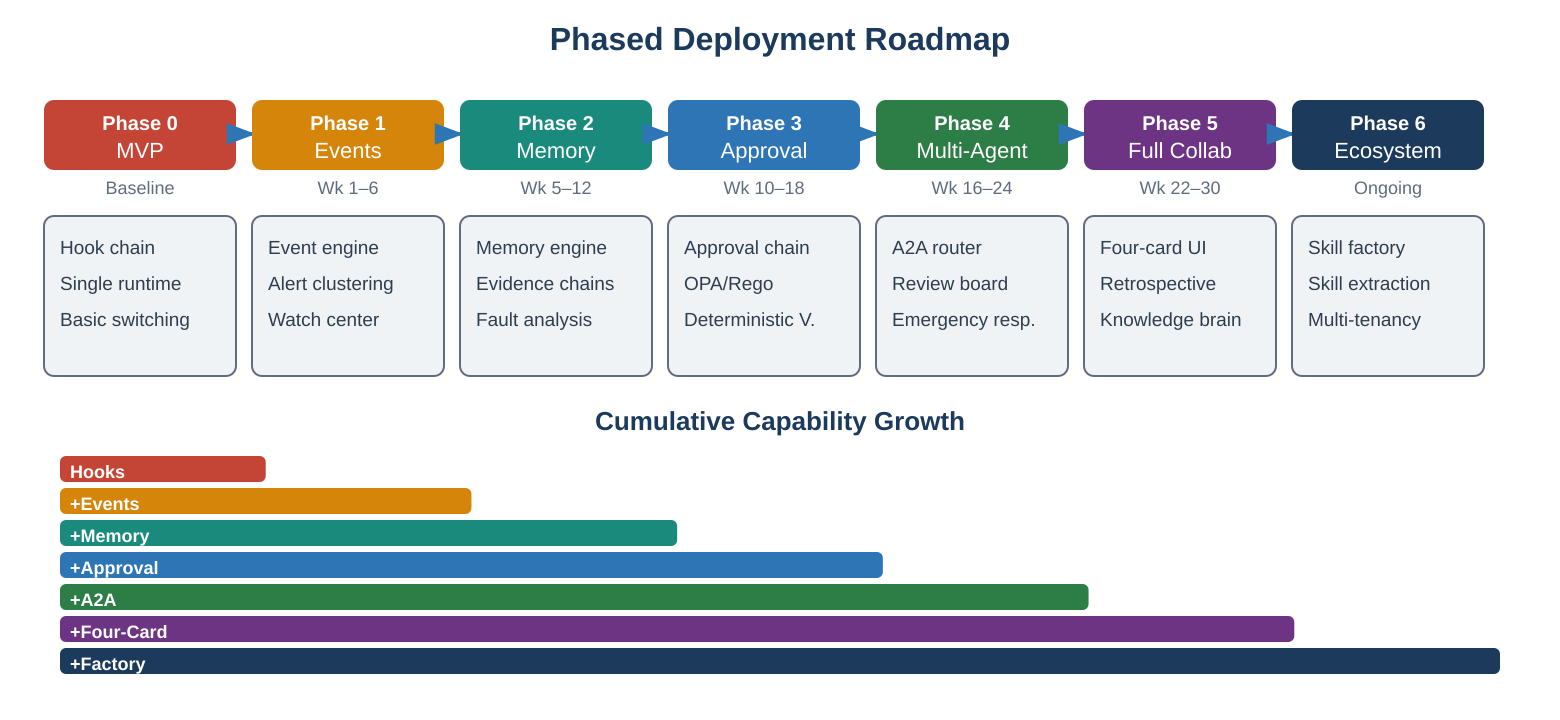 Phased Deployment Roadmap
Phase 0
MVP
Baseline
Hook chain
Single runtime
Basic switching
Phase 1
Events
Wk 1–6
Event engine
Alert clustering
Watch center
Phase 2
Memory
Wk 5–12
Memory engine
Evidence chains
Fault analysis
Phase 3
Approval
Wk 10–18
Approval chain
OPA/Rego
Deterministic V.
Phase 4
Multi-Agent
Wk 16–24
A2A router
Review board
Emergency resp.
Phase 5
Full Collab
Wk 22–30
Four-card UI
Retrospective
Knowledge brain
Phase 6
Ecosystem
Ongoing
Skill factory
Skill extraction
Multi-tenancy
Cumulative Capability Growth
Hooks
+Events
+Memory
+Approval
+A2A
+Four-Card
+Factory